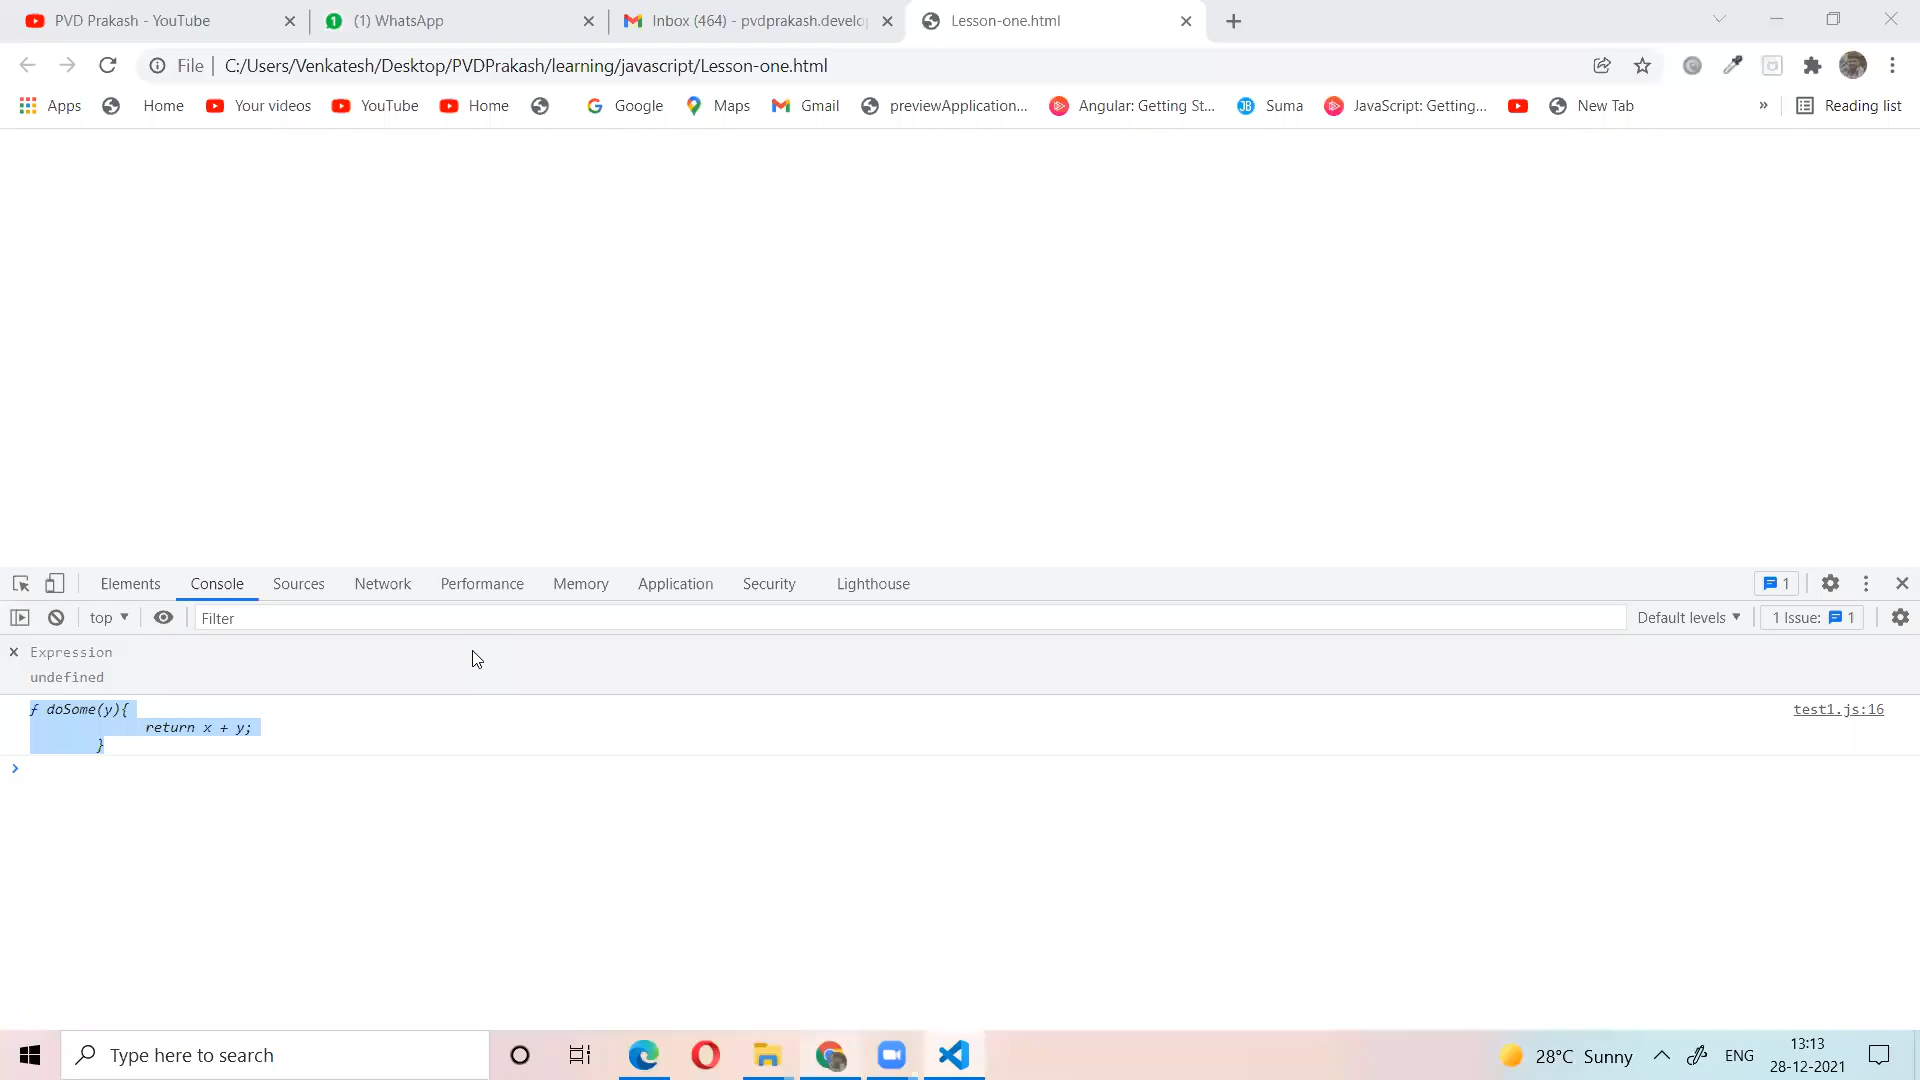 PVD Prakash - YouTube
1 (1) WhatsApp
Inbox (464) - pvdprakash.develo
Lesson-one.html
File C:/Users/Venkatesh/Desktop/PVDPrakash/learning/javascript/Lesson-one.html
Apps Home Your videos YouTube Home Google Maps Gmail previewApplication... Angular: Getting St... JB Suma JavaScript: Getting... New Tab » Reading list
Elements Console Sources Network Performance Memory Application Security Lighthouse 1
top Filter Default levels 1 Issue: 1
Expression
undefined
ƒ doSome(y){ test1.js:16
return x + y;
}
Type here to search
28°C Sunny ENG
13:13
28-12-2021